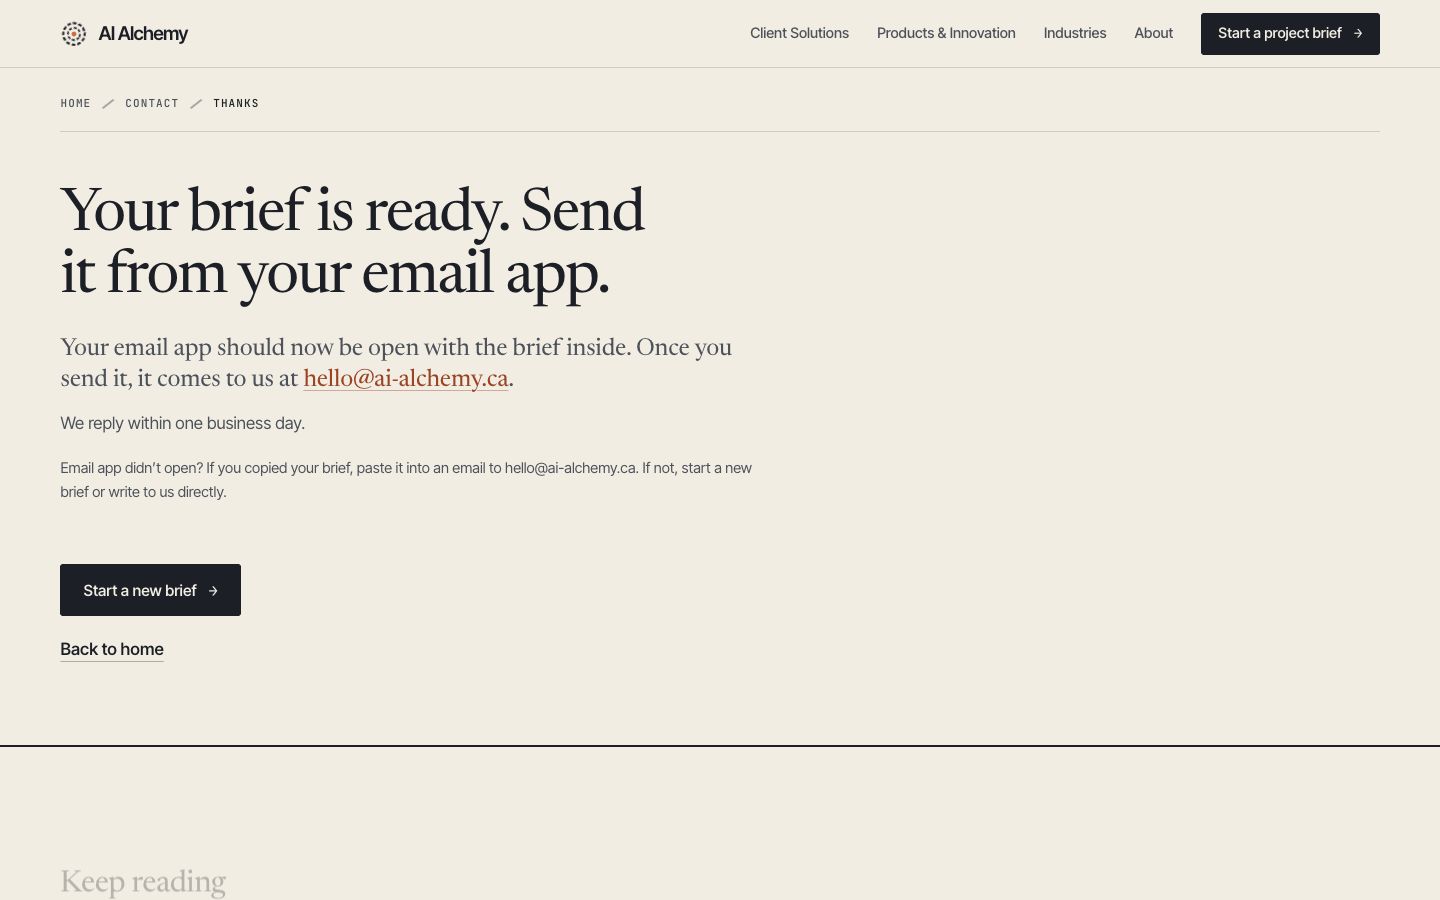 AI Alchemy
Client Solutions
Products & Innovation
Industries
About
Start a project brief →
HOME / CONTACT / THANKS
Your brief is ready. Send
it from your email app.
Your email app should now be open with the brief inside. Once you
send it, it comes to us at hello@ai-alchemy.ca.
We reply within one business day.
Email app didn’t open? If you copied your brief, paste it into an email to hello@ai-alchemy.ca. If not, start a new
brief or write to us directly.
Start a new brief →
Back to home
Keep reading